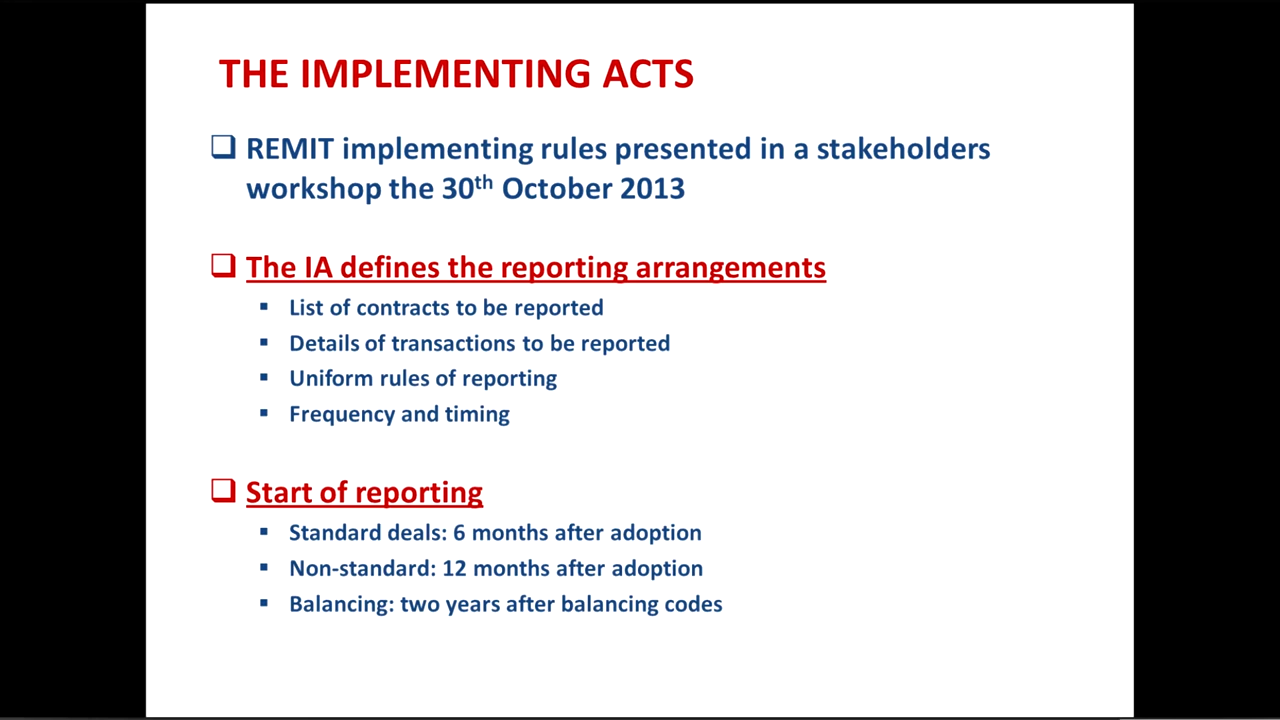 THE IMPLEMENTING ACTS
❑ REMIT implementing rules presented in a stakeholders
workshop the 30th October 2013
❑ The IA defines the reporting arrangements
▪ List of contracts to be reported
▪ Details of transactions to be reported
▪ Uniform rules of reporting
▪ Frequency and timing
❑ Start of reporting
▪ Standard deals: 6 months after adoption
▪ Non-standard: 12 months after adoption
▪ Balancing: two years after balancing codes